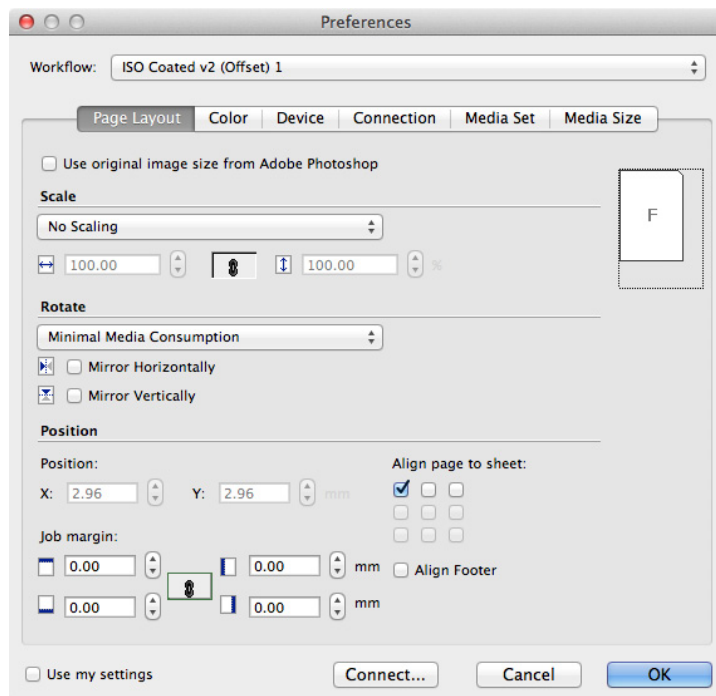 Preferences
Workflow: ISO Coated v2 (Offset) 1
Page Layout Color Device Connection Media Set Media Size
Use original image size from Adobe Photoshop
Scale
No Scaling
F
100.00 100.00 %
Rotate
Minimal Media Consumption
Mirror Horizontally
Mirror Vertically
Position
Position: Align page to sheet:
X: 2.96 Y: 2.96 mm
Job margin:
0.00 0.00 mm Align Footer
0.00 0.00 mm
Use my settings Connect... Cancel OK